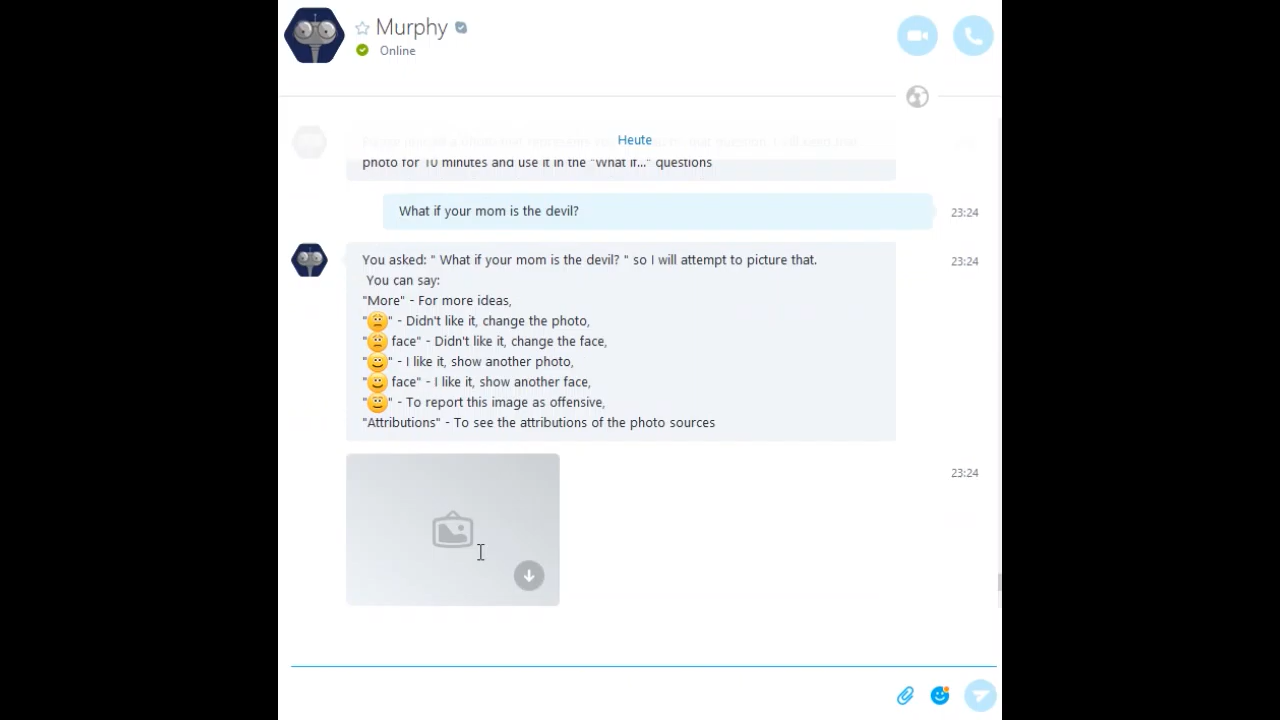 Murphy
Online
Heute
photo for 10 minutes and use it in the "What if..." questions
What if your mom is the devil?
23:24
You asked: " What if your mom is the devil? " so I will attempt to picture that.
23:24
You can say:
"More" - For more ideas,
"😟" - Didn't like it, change the photo,
"😟 face" - Didn't like it, change the face,
"🙂" - I like it, show another photo,
"🙂 face" - I like it, show another face,
"🙂" - To report this image as offensive,
"Attributions" - To see the attributions of the photo sources
23:24